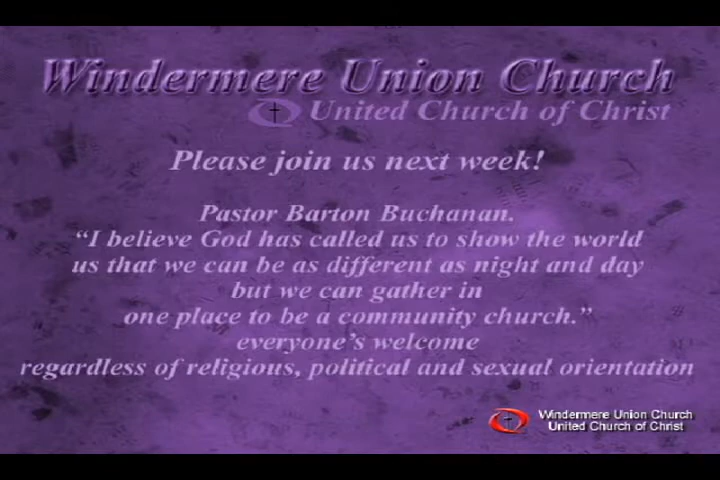 Windermere Union Church
United Church of Christ
Please join us next week!
Pastor Barton Buchanan.
“I believe God has called us to show the world
us that we can be as different as night and day
but we can gather in
one place to be a community church.”
everyone's welcome
regardless of religious, political and sexual orientation
Windermere Union Church
United Church of Christ